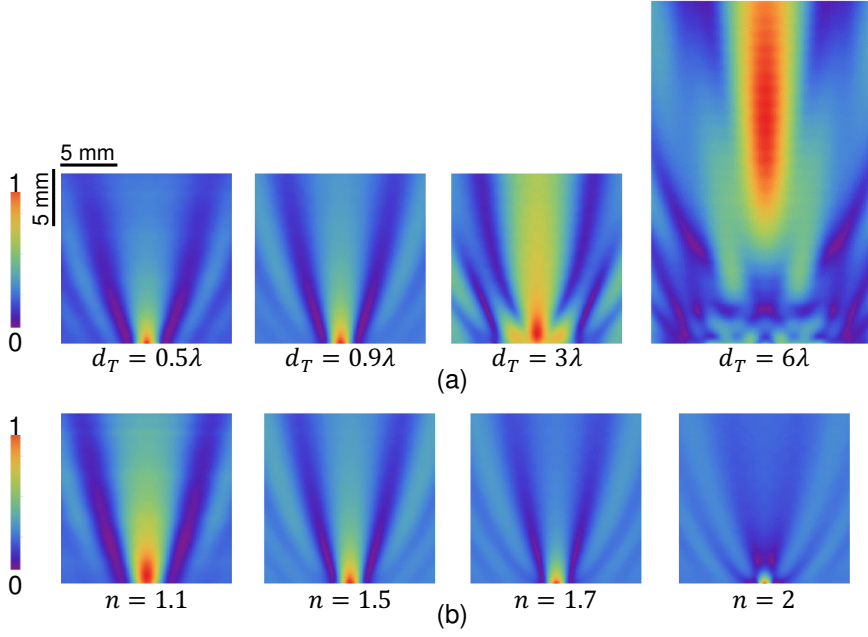 5 mm
5 mm
1
0
d_T = 0.5λ
d_T = 0.9λ
d_T = 3λ
d_T = 6λ
(a)
1
0
n = 1.1
n = 1.5
n = 1.7
n = 2
(b)